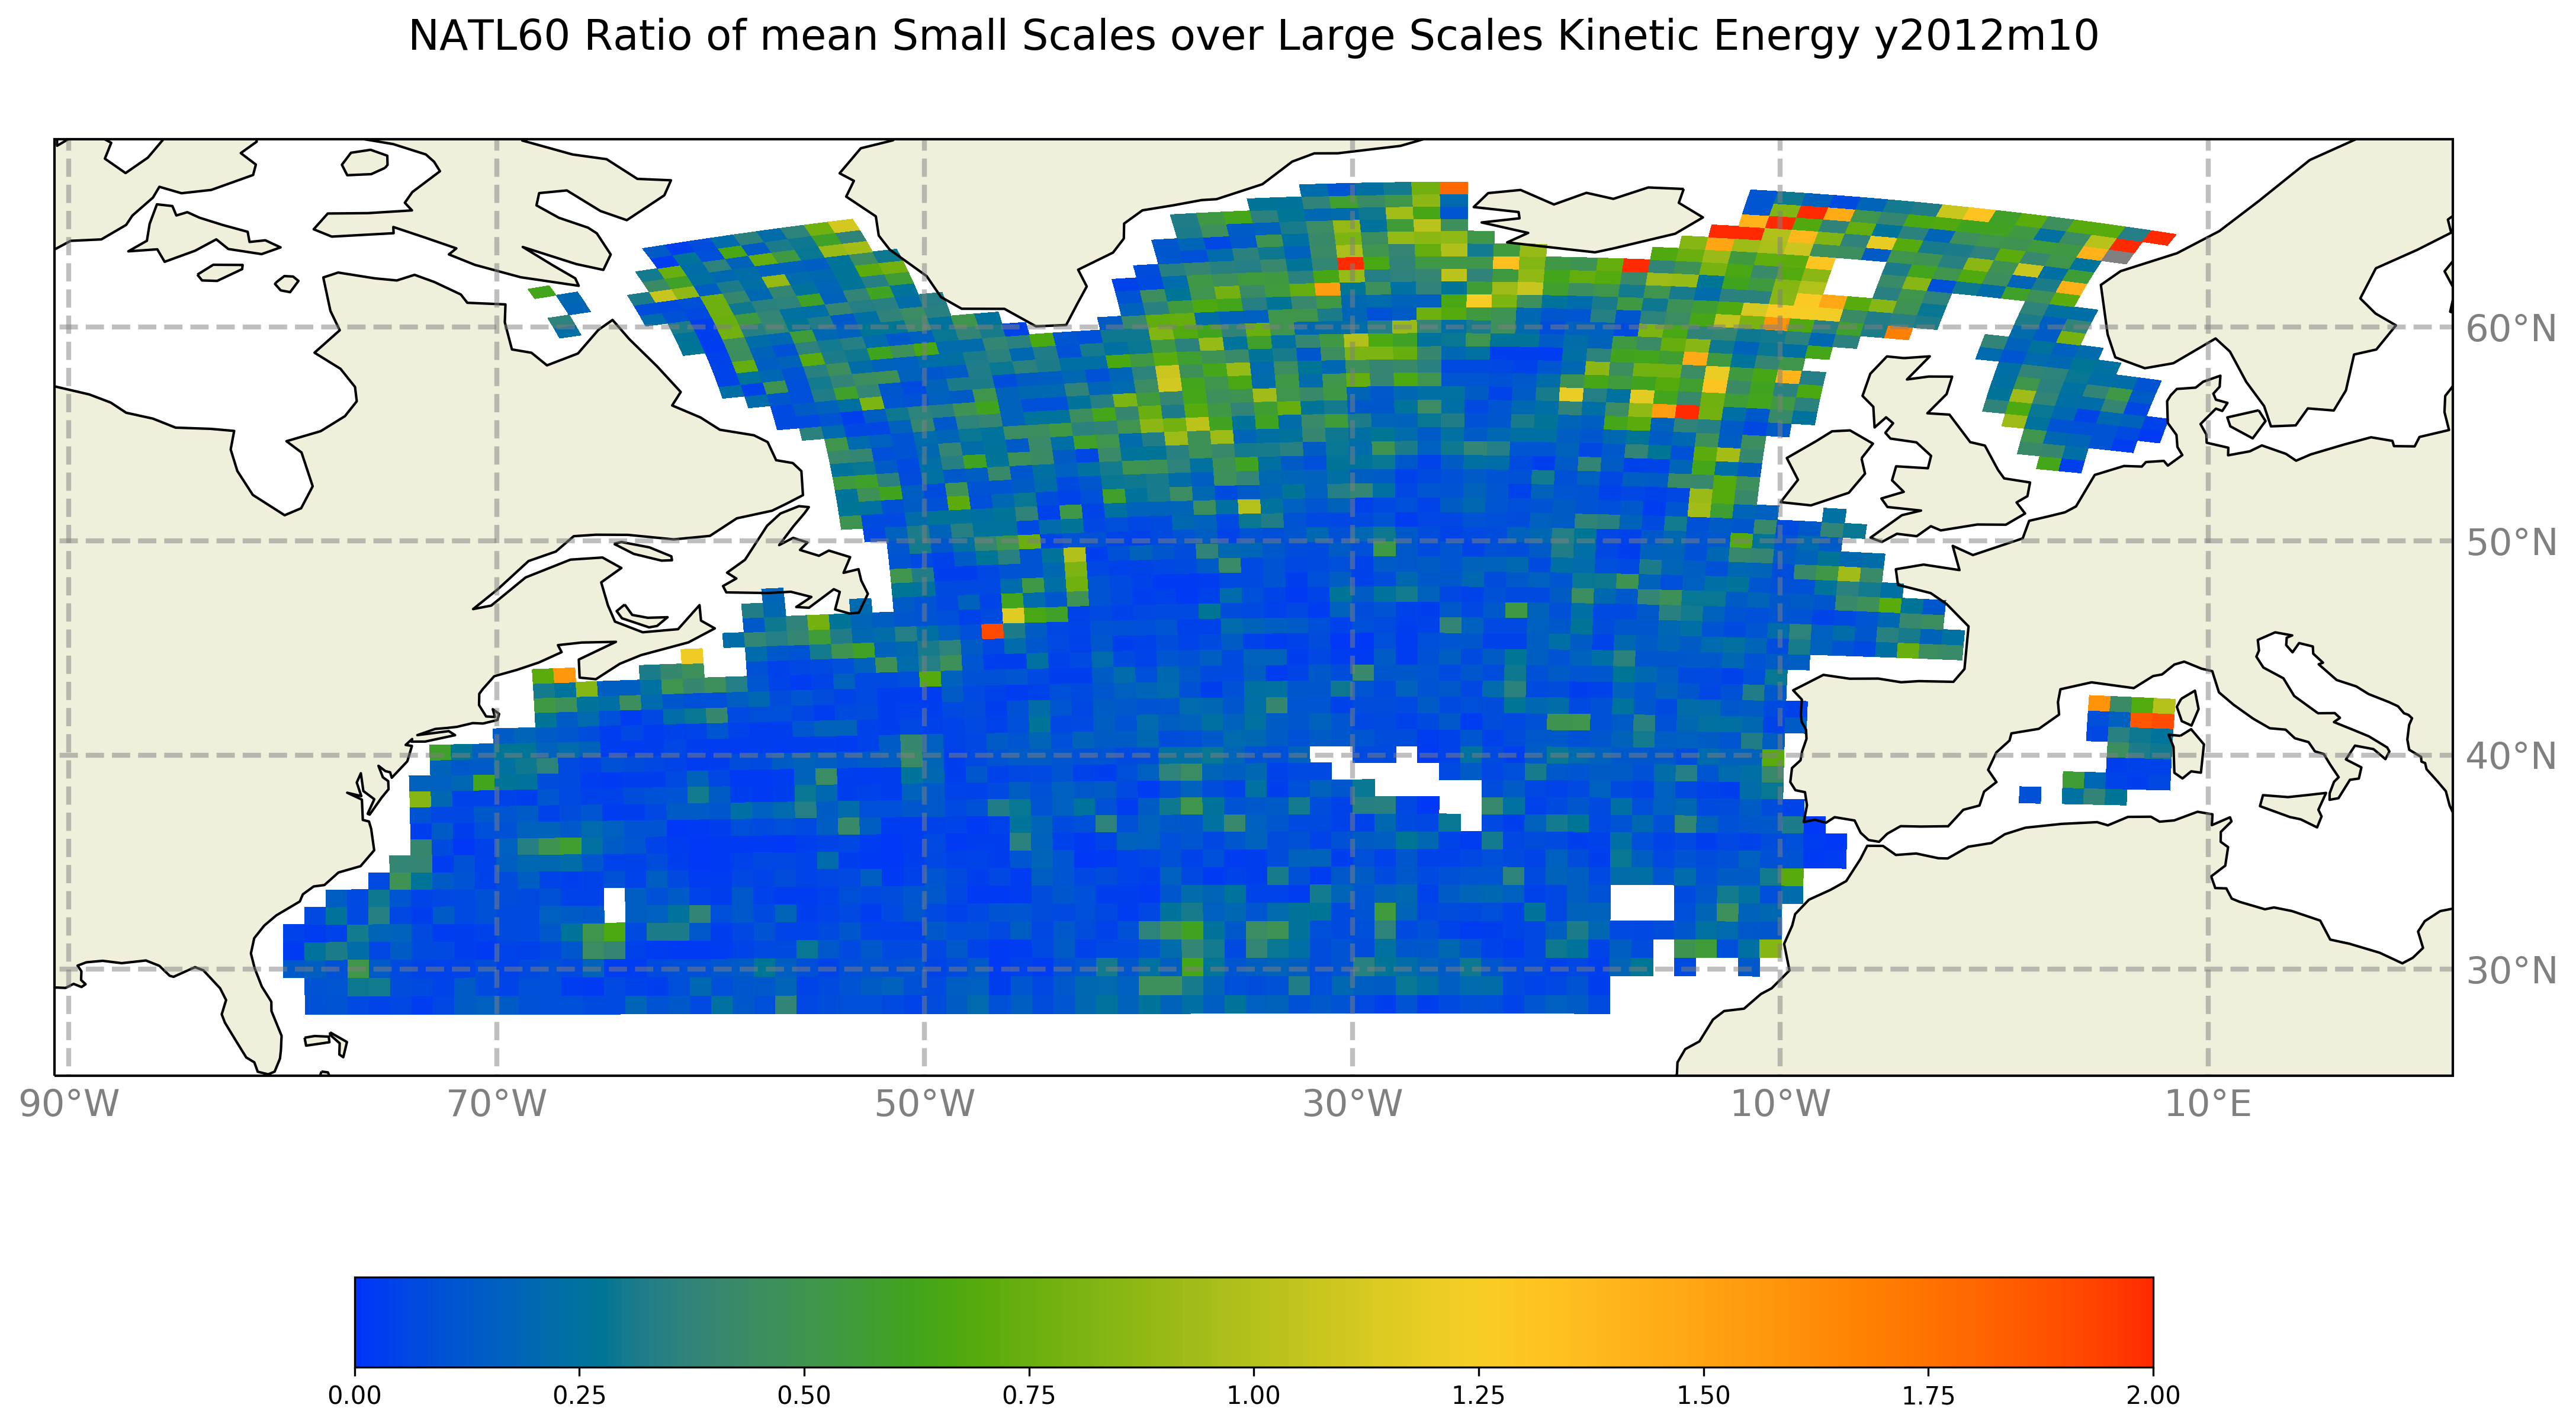 NATL60 Ratio of mean Small Scales over Large Scales Kinetic Energy y2012m10
60°N
50°N
40°N
30°N
90°W 70°W 50°W 30°W 10°W 10°E
0.00 0.25 0.50 0.75 1.00 1.25 1.50 1.75 2.00